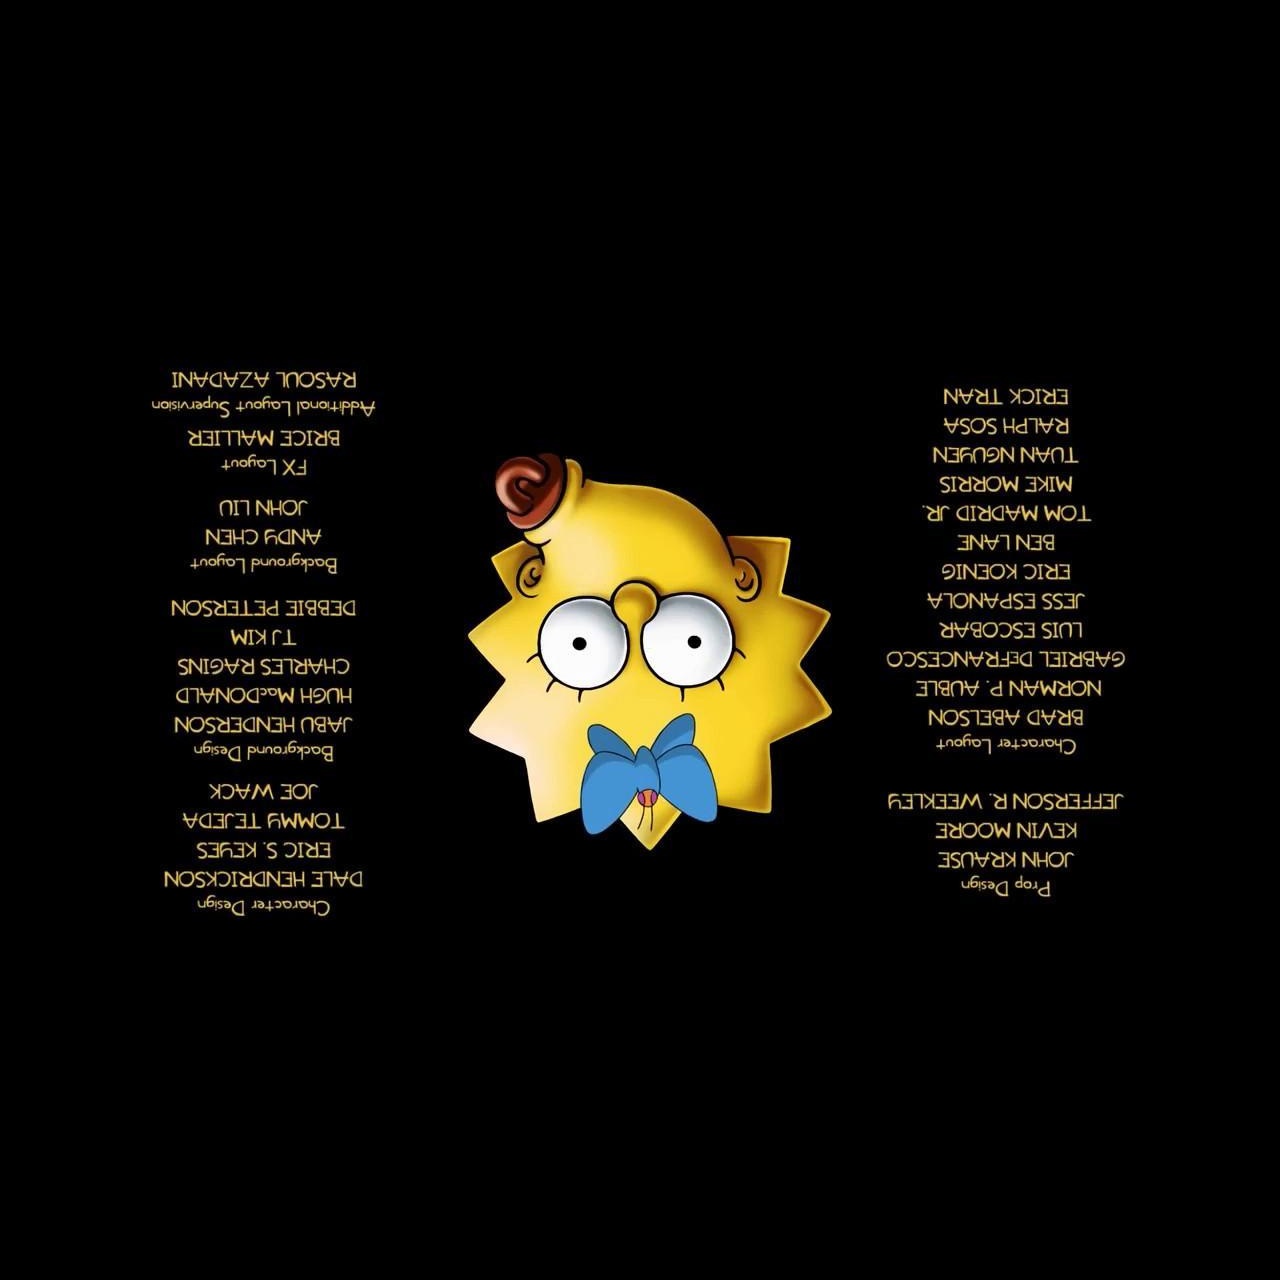 Prop Design
JOHN KRAUSE
KEVIN MOORE
JEFFERSON R. WEEKLEY
Character Layout
BRAD ABELSON
NORMAN P. AUBLE
GABRIEL DeFRANCESCO
LUIS ESCOBAR
JESS ESPANOLA
ERIC KOENIG
BEN LANE
TOM MADRID JR.
MIKE MORRIS
TUAN NGUYEN
RALPH SOSA
ERICK TRAN
Character Design
DALE HENDRICKSON
ERIC S. KEYES
TOMMY TEJEDA
JOE WACK
Background Design
JABU HENDERSON
HUGH MacDONALD
CHARLES RAGINS
TJ KIM
DEBBIE PETERSON
Background Layout
ANDY CHEN
JOHN LIU
FX Layout
BRICE MALLIER
Additional Layout Supervision
RASOUL AZADANI